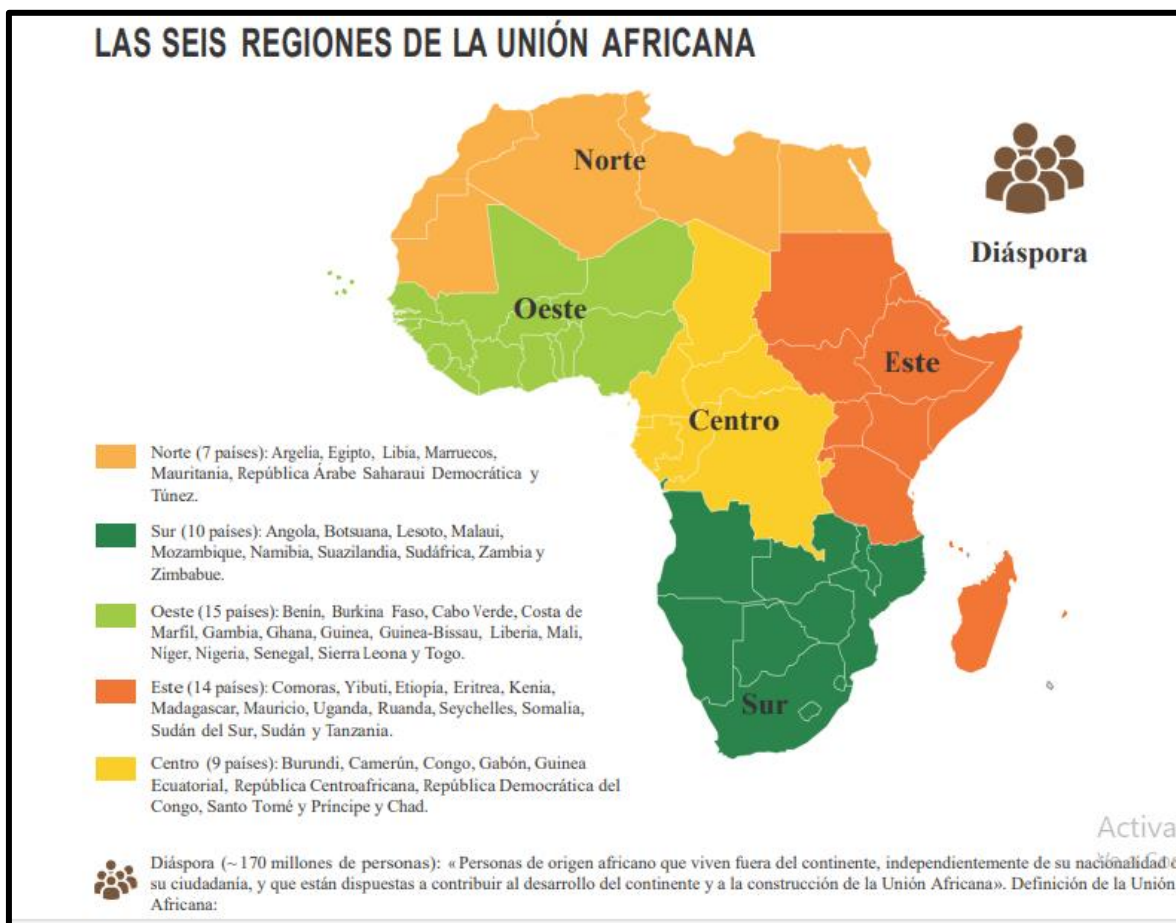 LAS SEIS REGIONES DE LA UNIÓN AFRICANA
Norte
Diáspora
Oeste
Este
Centro
Sur
Norte (7 países): Argelia, Egipto, Libia, Marruecos,
Mauritania, República Árabe Saharaui Democrática y
Túnez.
Sur (10 países): Angola, Botsuana, Lesoto, Malaui,
Mozambique, Namibia, Suazilandia, Sudáfrica, Zambia y
Zimbabue.
Oeste (15 países): Benín, Burkina Faso, Cabo Verde, Costa de
Marfil, Gambia, Ghana, Guinea, Guinea-Bissau, Liberia, Mali,
Níger, Nigeria, Senegal, Sierra Leona y Togo.
Este (14 países): Comoras, Yibuti, Etiopía, Eritrea, Kenia,
Madagascar, Mauricio, Uganda, Ruanda, Seychelles, Somalia,
Sudán del Sur, Sudán y Tanzania.
Centro (9 países): Burundi, Camerún, Congo, Gabón, Guinea
Ecuatorial, República Centroafricana, República Democrática del
Congo, Santo Tomé y Príncipe y Chad.
Activa
Diáspora (~170 millones de personas): «Personas de origen africano que viven fuera del continente, independientemente de su nacionalidad
su ciudadanía, y que están dispuestas a contribuir al desarrollo del continente y a la construcción de la Unión Africana». Definición de la Unión
Africana: